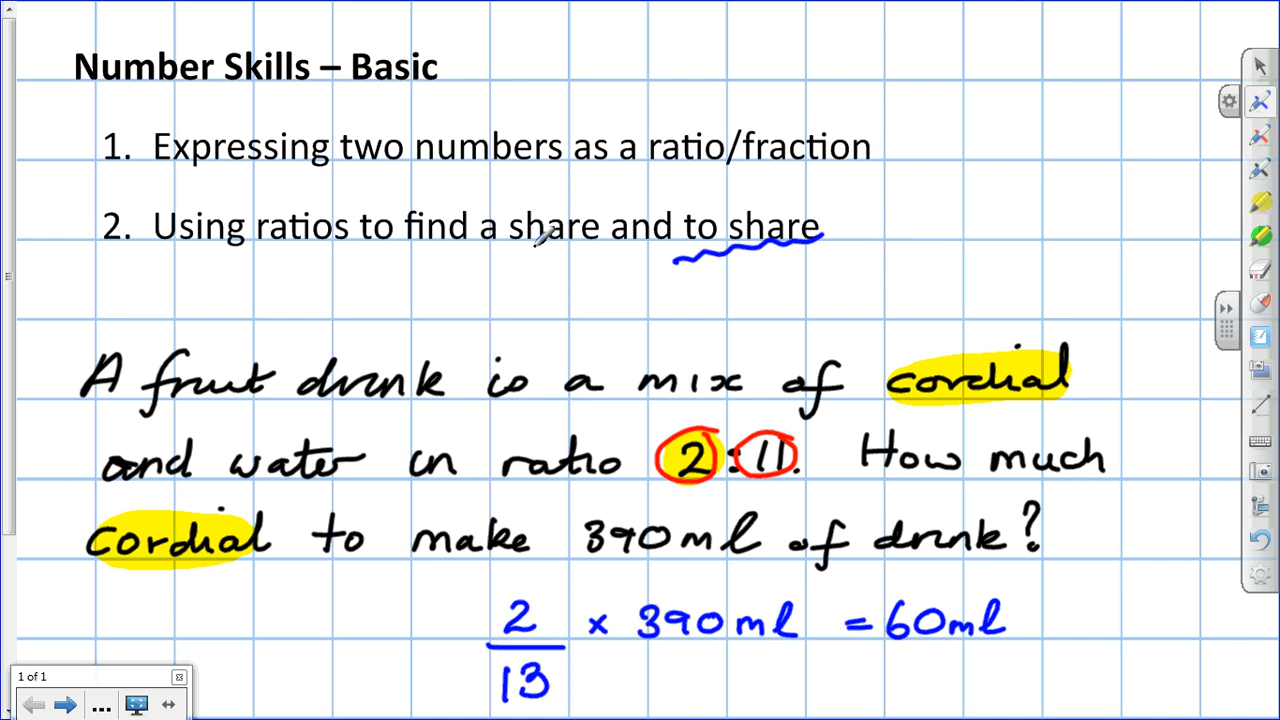 Number Skills – Basic
1. Expressing two numbers as a ratio/fraction
2. Using ratios to find a share and to share
A fruit drink is a mix of cordial
and water in ratio 2:11. How much
cordial to make 390ml of drink?
2/13 × 390ml = 60ml
1 of 1